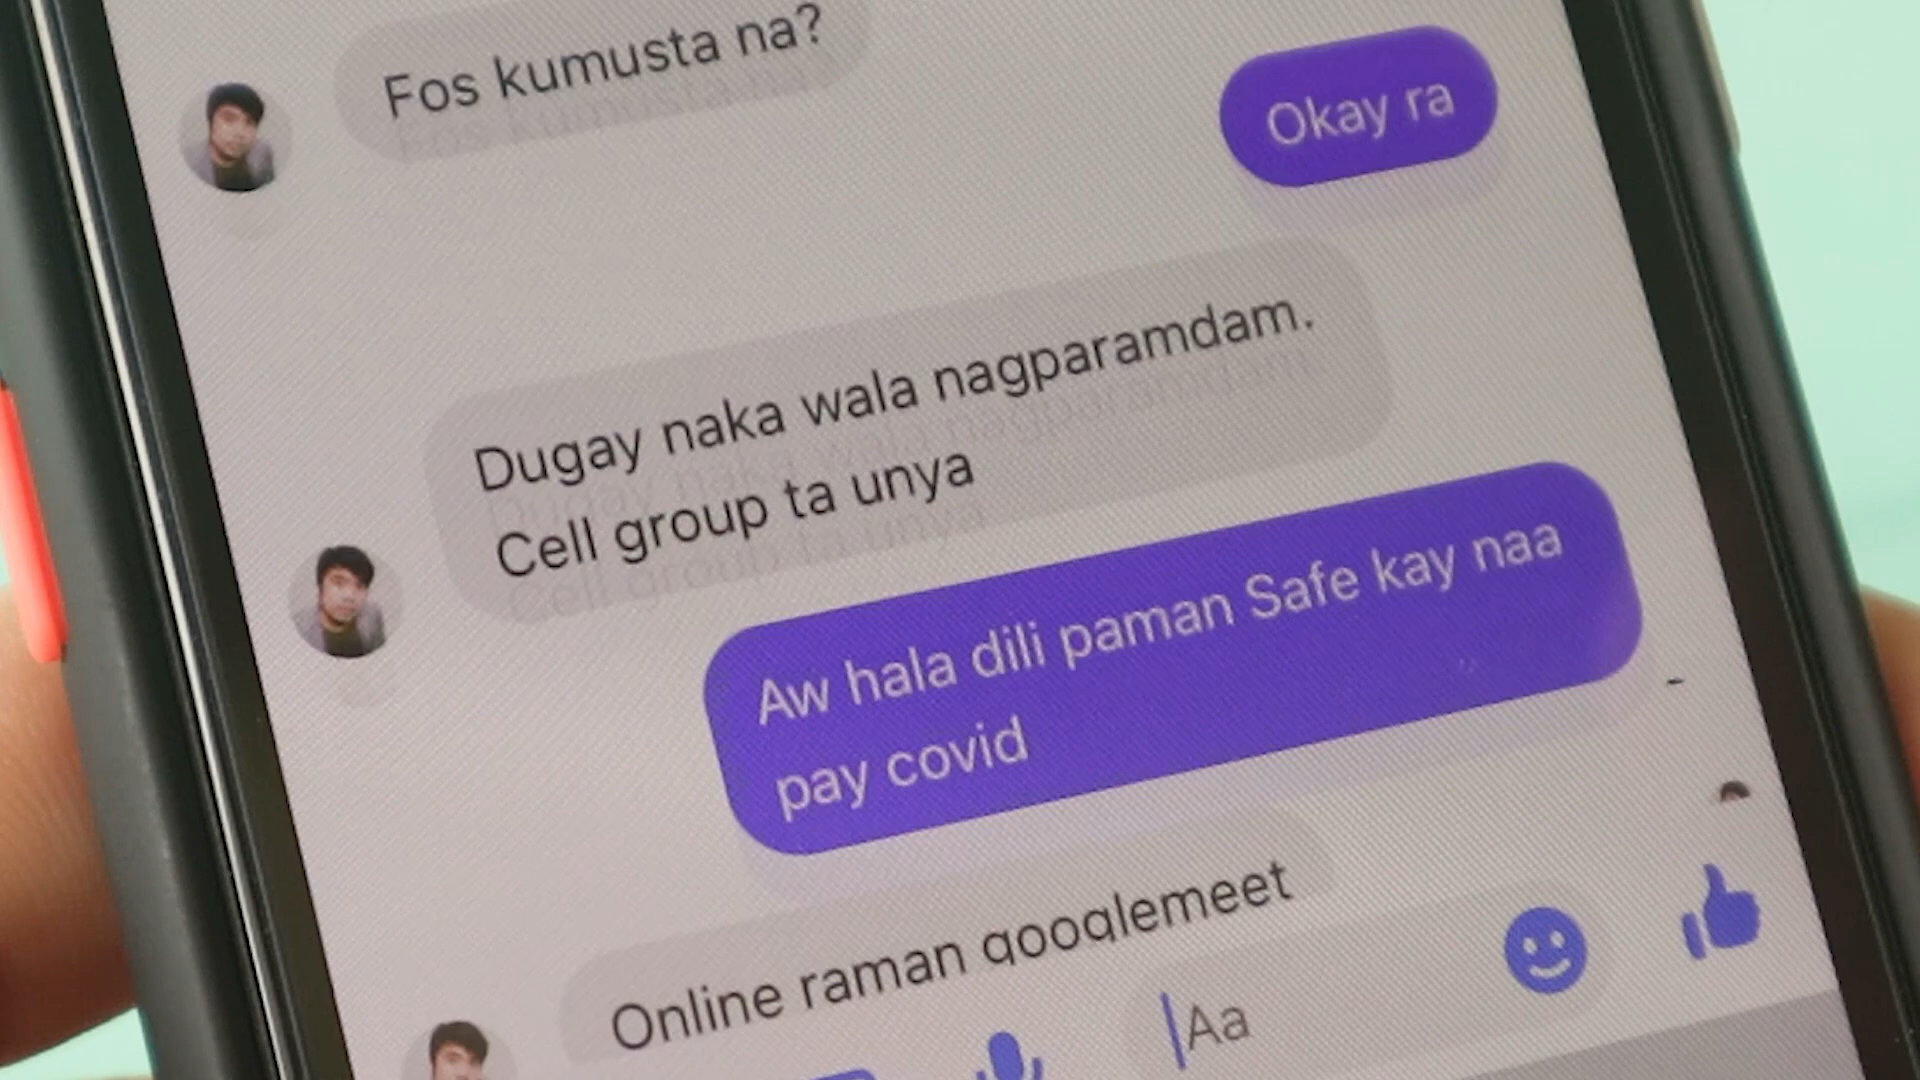 Fos kumusta na?
Okay ra
Dugay naka wala nagparamdam.
Cell group ta unya
Aw hala dili paman Safe kay naa
pay covid
Online raman googlemeet
Aa